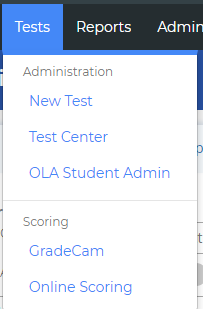 Tests Reports Admin
Administration
New Test
Test Center
OLA Student Admin
Scoring
GradeCam
Online Scoring